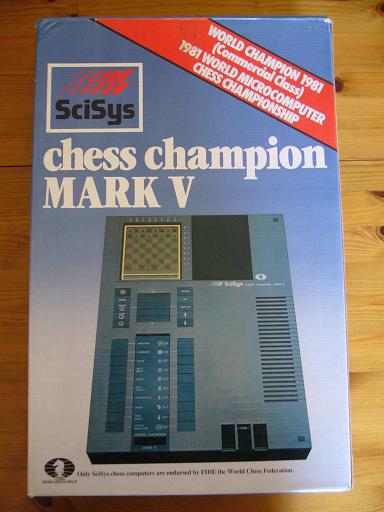 WORLD CHAMPION 1981
(Commercial Class)
1981 WORLD MICROCOMPUTER
CHESS CHAMPIONSHIP
SciSys
chess champion
MARK V
SciSys
Only SciSys chess computers are endorsed by FIDE the World Chess Federation.